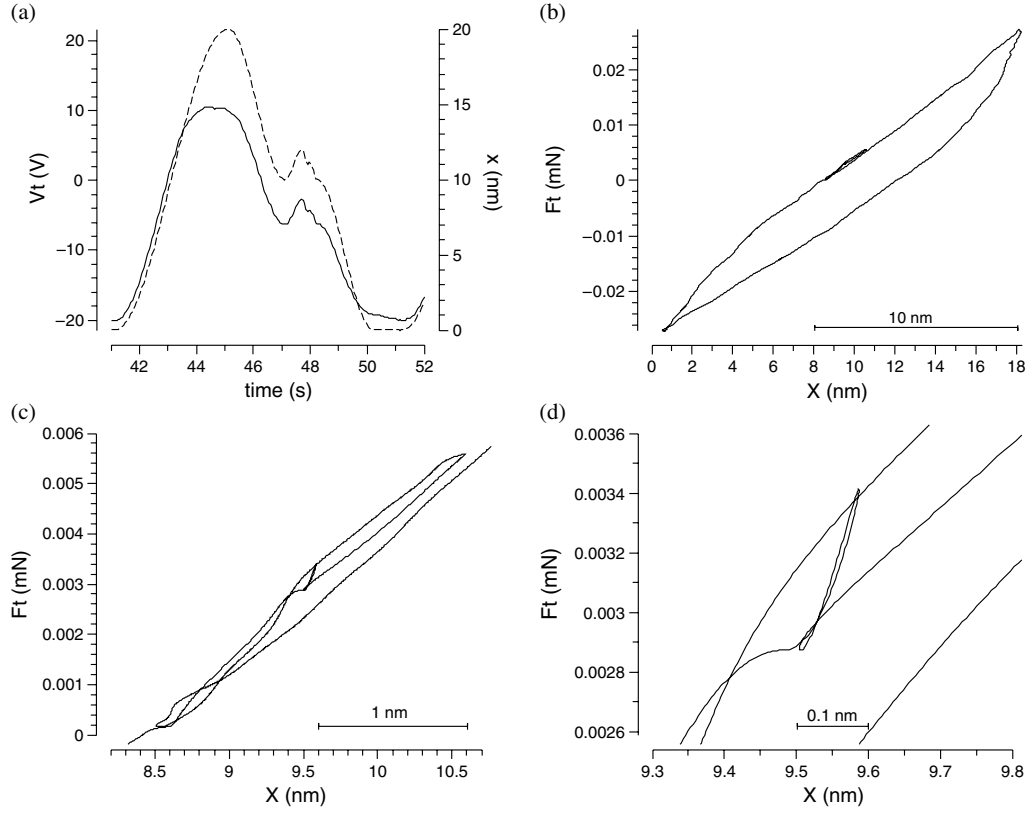 (a)
20
10
0
−10
−20
Vt (V)
20
15
10
5
0
x (nm)
42 44 46 48 50 52
time (s)
(b)
0.02
0.01
0
−0.01
−0.02
Ft (mN)
10 nm
0 2 4 6 8 10 12 14 16 18
X (nm)
(c)
0.006
0.005
0.004
0.003
0.002
0.001
0
Ft (mN)
1 nm
8.5 9 9.5 10 10.5
X (nm)
(d)
0.0036
0.0034
0.0032
0.003
0.0028
0.0026
Ft (mN)
0.1 nm
9.3 9.4 9.5 9.6 9.7 9.8
X (nm)